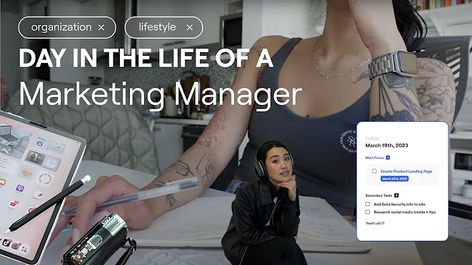 organization ×
lifestyle ×
DAY IN THE LIFE OF A
Marketing Manager
March 19th, 2023
Main Focus
Create Product Landing Page
Secondary Tasks
Add Data Security info to site
Research social media trends + tips
That's all!